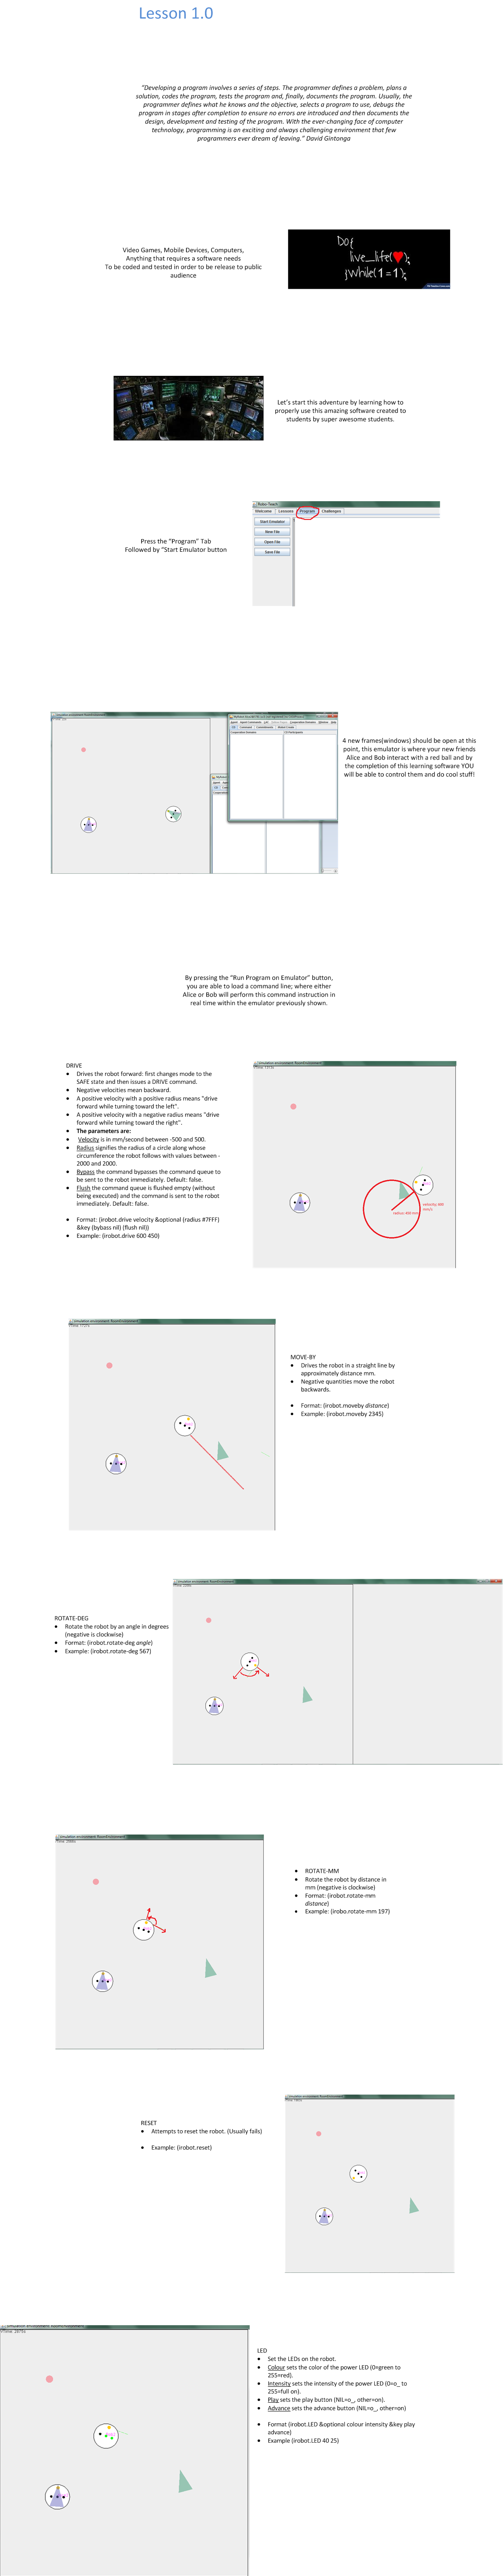 Lesson 1.0
"Developing a program involves a series of steps. The programmer defines a problem, plans a
solution, codes the program, tests the program and, finally, documents the program. Usually, the
programmer defines what he knows and the objective, selects a program to use, debugs the
program in stages after completion to ensure no errors are introduced and then documents the
design, development and testing of the program. With the ever-changing face of computer
technology, programming is an exciting and always challenging environment that few
programmers ever dream of leaving." David Gintonga
Video Games, Mobile Devices, Computers,
Anything that requires a software needs
To be coded and tested in order to be release to public
audience
Do{
live_life(♥);
}while(1=1);
Let's start this adventure by learning how to
properly use this amazing software created to
students by super awesome students.
Press the "Program" Tab
Followed by "Start Emulator button
Welcome Lessons Program Challenges
Start Emulator
New File
Open File
Save File
4 new frames(windows) should be open at this
point, this emulator is where your new friends
Alice and Bob interact with a red ball and by
the completion of this learning software YOU
will be able to control them and do cool stuff!
By pressing the "Run Program on Emulator" button,
you are able to load a command line; where either
Alice or Bob will perform this command instruction in
real time within the emulator previously shown.
DRIVE
• Drives the robot forward: first changes mode to the
SAFE state and then issues a DRIVE command.
• Negative velocities mean backward.
• A positive velocity with a positive radius means "drive
forward while turning toward the left".
• A positive velocity with a negative radius means "drive
forward while turning toward the right".
• The parameters are:
• Velocity is in mm/second between -500 and 500.
• Radius signifies the radius of a circle along whose
circumference the robot follows with values between -
2000 and 2000.
• Bypass the command bypasses the command queue to
be sent to the robot immediately. Default: false.
• Flush the command queue is flushed empty (without
being executed) and the command is sent to the robot
immediately. Default: false.
• Format: (irobot.drive velocity &optional (radius #7FFF)
&key (bybass nil) (flush nil))
• Example: (irobot.drive 600 450)
MOVE-BY
• Drives the robot in a straight line by
approximately distance mm.
• Negative quantities move the robot
backwards.
• Format: (irobot.moveby distance)
• Example: (irobot.moveby 2345)
ROTATE-DEG
• Rotate the robot by an angle in degrees
(negative is clockwise)
• Format: (irobot.rotate-deg angle)
• Example: (irobot.rotate-deg 567)
• ROTATE-MM
• Rotate the robot by distance in
mm (negative is clockwise)
• Format: (irobot.rotate-mm
distance)
• Example: (irobo.rotate-mm 197)
RESET
• Attempts to reset the robot. (Usually fails)
• Example: (irobot.reset)
LED
• Set the LEDs on the robot.
• Colour sets the color of the power LED (0=green to
255=red).
• Intensity sets the intensity of the power LED (0=o_ to
255=full on).
• Play sets the play button (NIL=o_, other=on).
• Advance sets the advance button (NIL=o_, other=on)
• Format (irobot.LED &optional colour intensity &key play
advance)
• Example (irobot.LED 40 25)